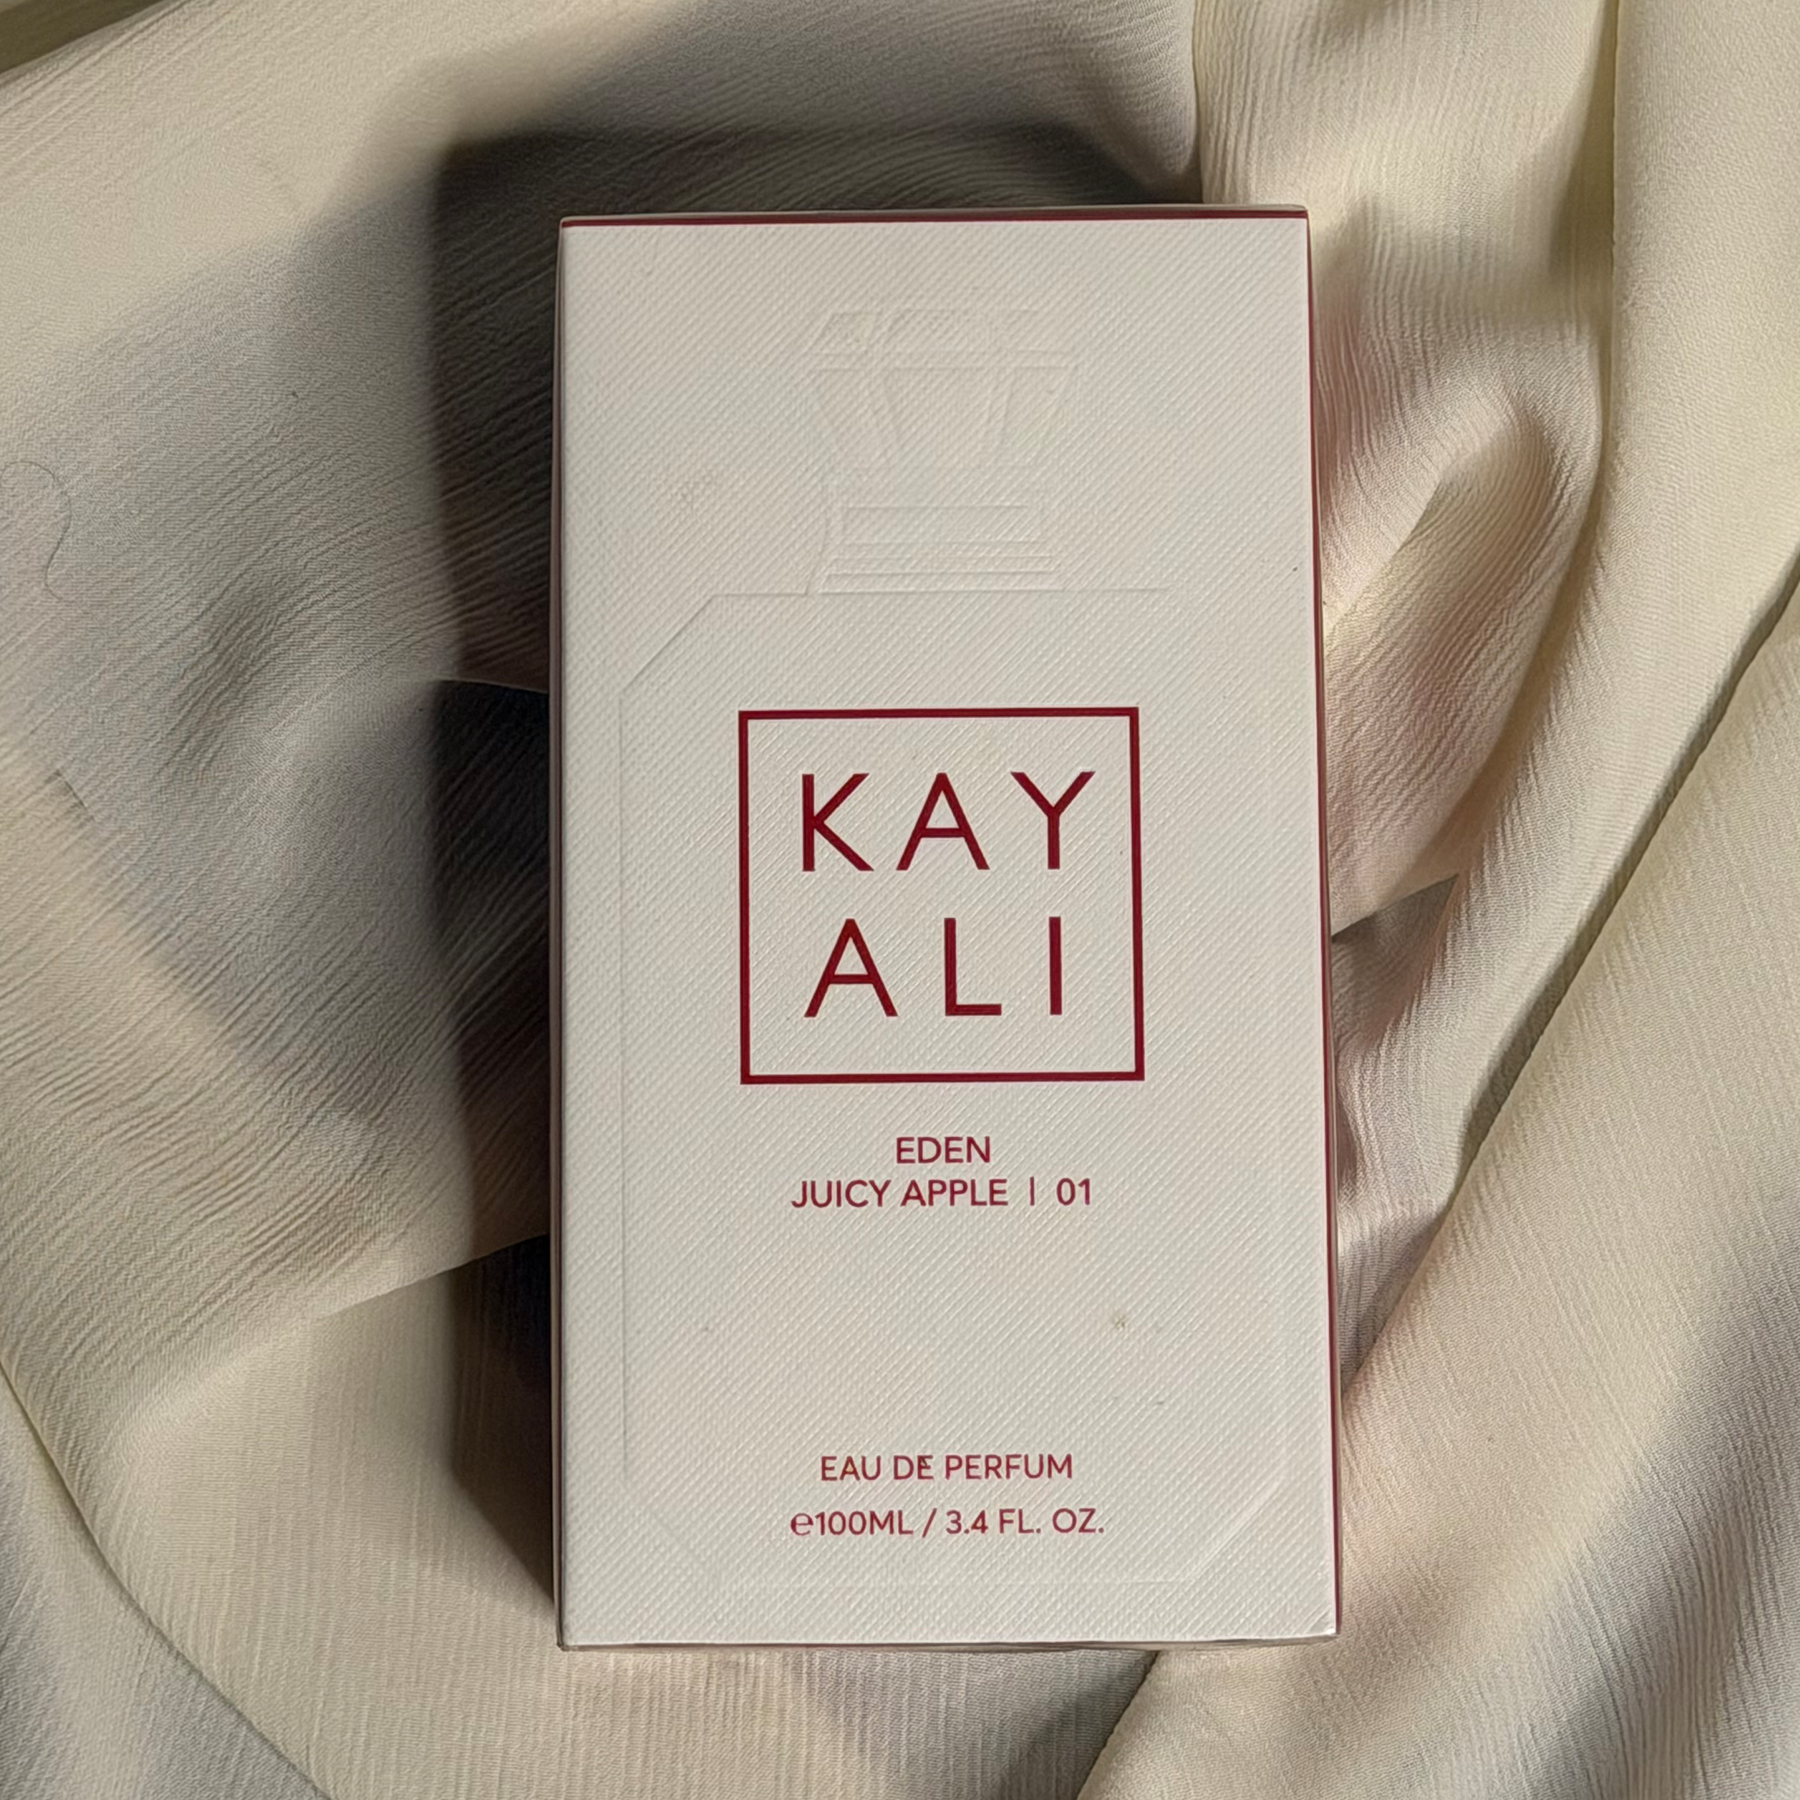 KAY
ALI
EDEN
JUICY APPLE | 01
EAU DE PERFUM
℮100ML / 3.4 FL. OZ.